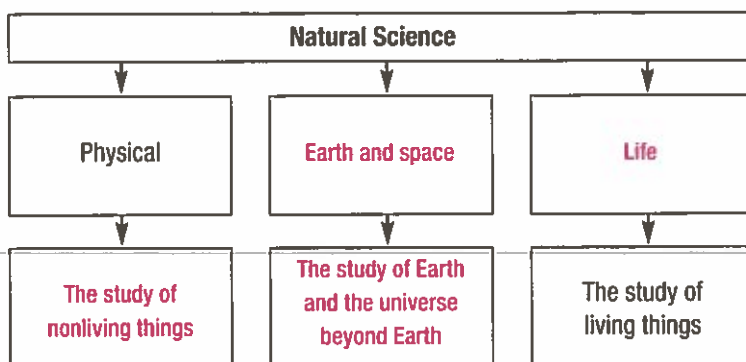 Natural Science
Physical
Earth and space
Life
The study of
nonliving things
The study of Earth
and the universe
beyond Earth
The study of
living things